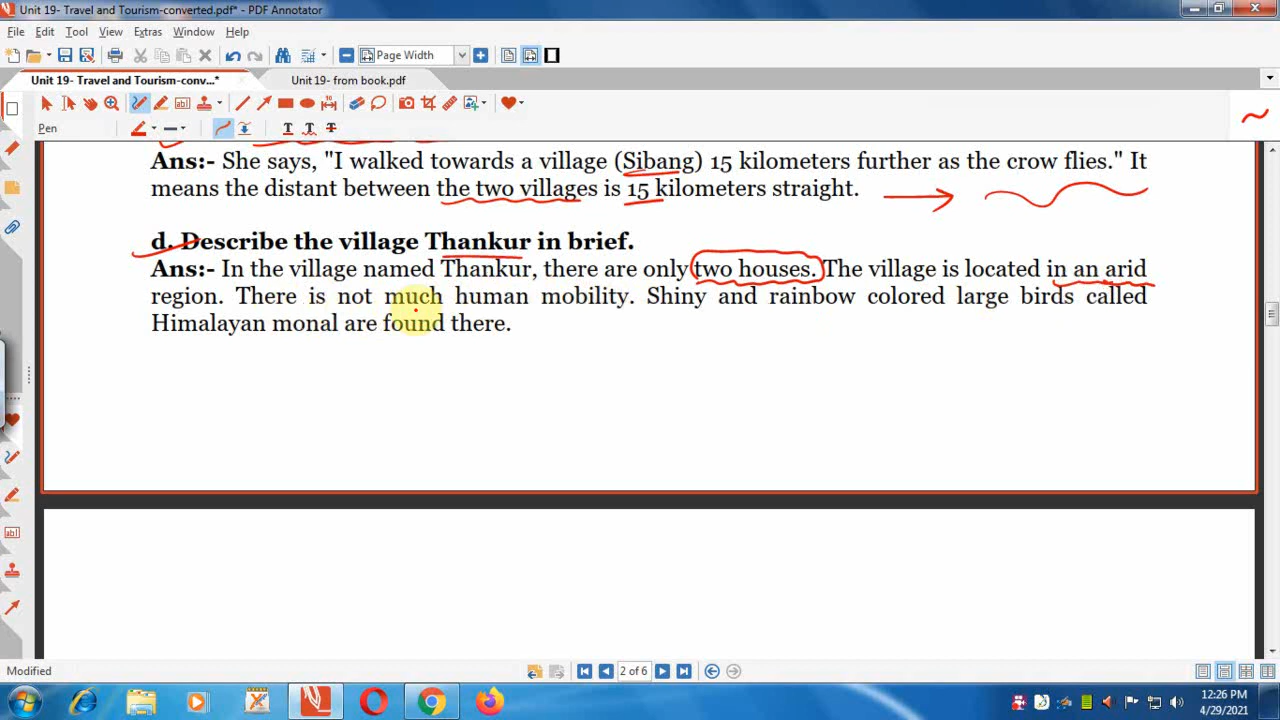 Unit 19- Travel and Tourism-converted.pdf* - PDF Annotator
File Edit Tool View Extras Window Help
Page Width
Unit 19- Travel and Tourism-conv...* Unit 19- from book.pdf
Pen
Ans:- She says, "I walked towards a village (Sibang) 15 kilometers further as the crow flies." It
means the distant between the two villages is 15 kilometers straight.
d. Describe the village Thankur in brief.
Ans:- In the village named Thankur, there are only two houses. The village is located in an arid
region. There is not much human mobility. Shiny and rainbow colored large birds called
Himalayan monal are found there.
Modified
2 of 6
12:26 PM
4/29/2021